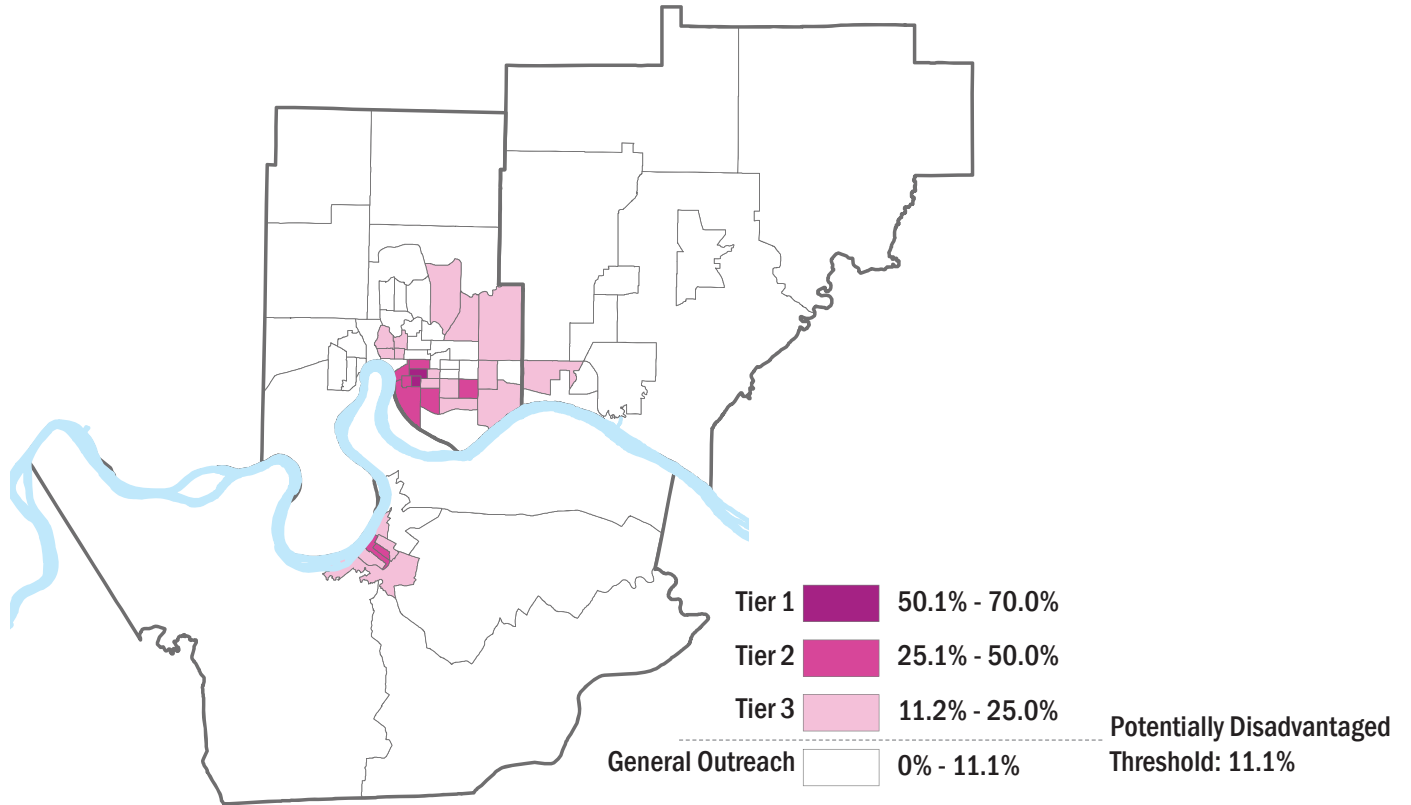 Tier 1 50.1% - 70.0%
Tier 2 25.1% - 50.0%
Tier 3 11.2% - 25.0%
General Outreach 0% - 11.1%
Potentially Disadvantaged
Threshold: 11.1%